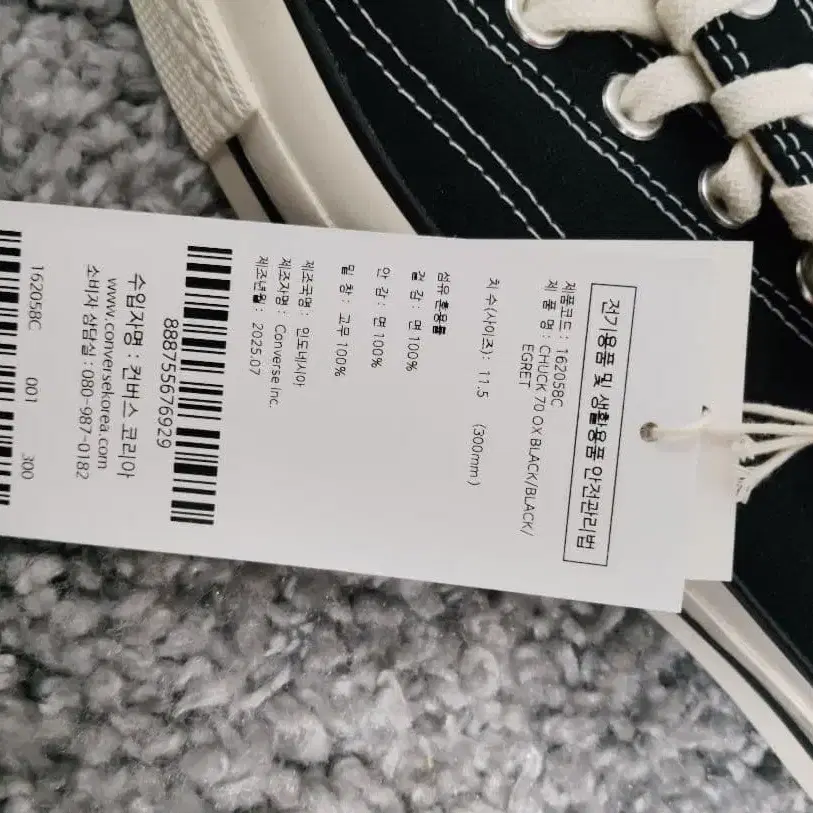 전기용품 및 생활용품 안전관리법
제품코드 : 162058C
제 품 명 : CHUCK 70 OX BLACK/BLACK/
EGRET
치 수(사이즈) : 11.5 (300mm)
섬유 혼용률
겉 감 : 면 100%
안 감 : 면 100%
밑 창 : 고무 100%
제조국명 : 인도네시아
제조자명 : Converse Inc.
제조년월 : 2025.07
888755676929
수입자명 : 컨버스 코리아
www.conversekorea.com
소비자 상담실 : 080-987-0182
162058C 001 300